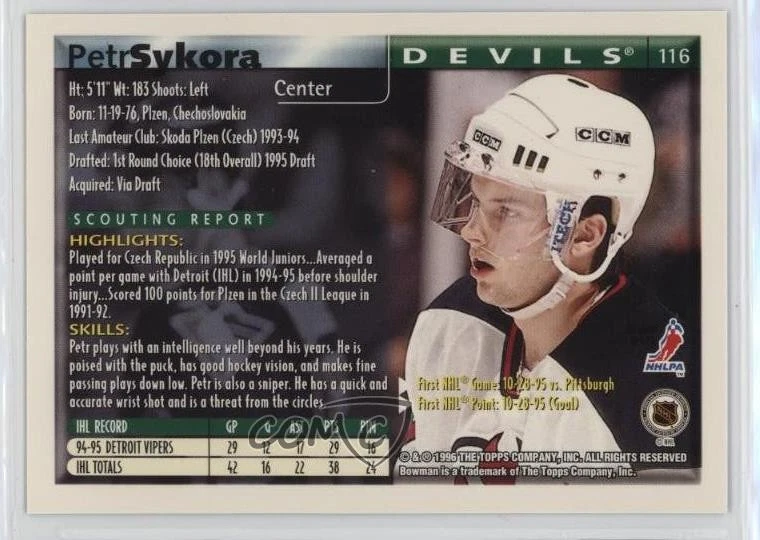 PetrSykora
DEVILS® 116
Ht: 5'11" Wt: 183 Shoots: Left
Center
Born: 11-19-76, Plzen, Chechoslovakia
Last Amateur Club: Skoda Plzen (Czech) 1993-94
Drafted: 1st Round Choice (18th Overall) 1995 Draft
Acquired: Via Draft
SCOUTING REPORT
HIGHLIGHTS:
Played for Czech Republic in 1995 World Juniors...Averaged a
point per game with Detroit (IHL) in 1994-95 before shoulder
injury...Scored 100 points for Plzen in the Czech II League in
1991-92.
SKILLS:
Petr plays with an intelligence well beyond his years. He is
poised with the puck, has good hockey vision, and makes fine
passing plays down low. Petr is also a sniper. He has a quick and
accurate wrist shot and is a threat from the circles.
IHL RECORD GP G AST PTS PIM
94-95 DETROIT VIPERS 29 12 17 29 16
IHL TOTALS 42 16 22 38 24
CCM
CCM
ITECH
NHLPA
First NHL® Game: 10-28-95 vs. Pittsburgh
First NHL® Point: 10-28-95 (Goal)
NHL
© NHL
© & ® 1996 THE TOPPS COMPANY, INC. ALL RIGHTS RESERVED
Bowman is a trademark of The Topps Company, Inc.
COMC